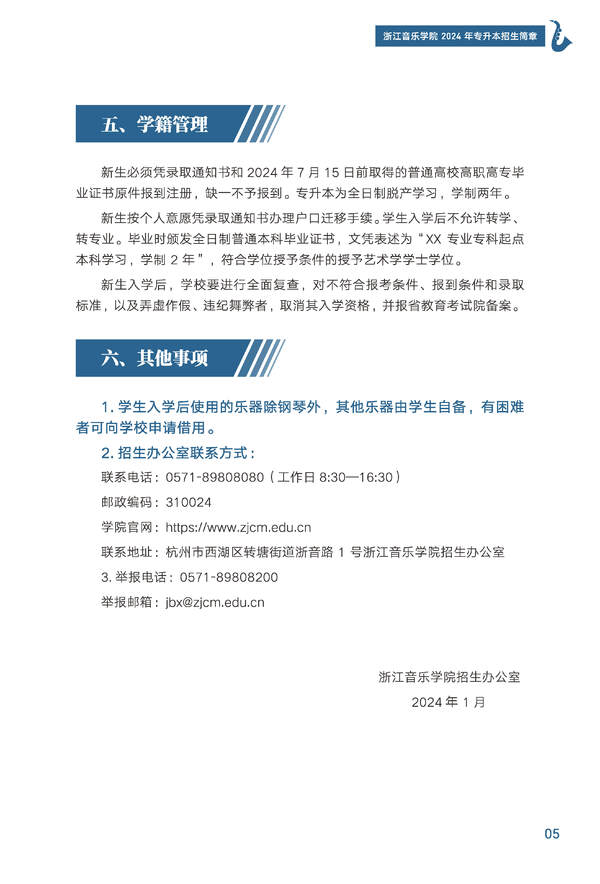 浙江音乐学院 2024 年专升本招生简章
五、学籍管理
新生必须凭录取通知书和 2024 年 7 月 15 日前取得的普通高校高职高专毕
业证书原件报到注册，缺一不予报到。专升本为全日制脱产学习，学制两年。
新生按个人意愿凭录取通知书办理户口迁移手续。学生入学后不允许转学、
转专业。毕业时颁发全日制普通本科毕业证书，文凭表述为“XX 专业专科起点
本科学习，学制 2 年”，符合学位授予条件的授予艺术学学士学位。
新生入学后，学校要进行全面复查，对不符合报考条件、报到条件和录取
标准，以及弄虚作假、违纪舞弊者，取消其入学资格，并报省教育考试院备案。
六、其他事项
1. 学生入学后使用的乐器除钢琴外，其他乐器由学生自备，有困难
者可向学校申请借用。
2. 招生办公室联系方式：
联系电话：0571-89808080（工作日 8:30—16:30）
邮政编码：310024
学院官网：https://www.zjcm.edu.cn
联系地址：杭州市西湖区转塘街道浙音路 1 号浙江音乐学院招生办公室
3. 举报电话：0571-89808200
举报邮箱：jbx@zjcm.edu.cn
浙江音乐学院招生办公室
2024 年 1 月
05